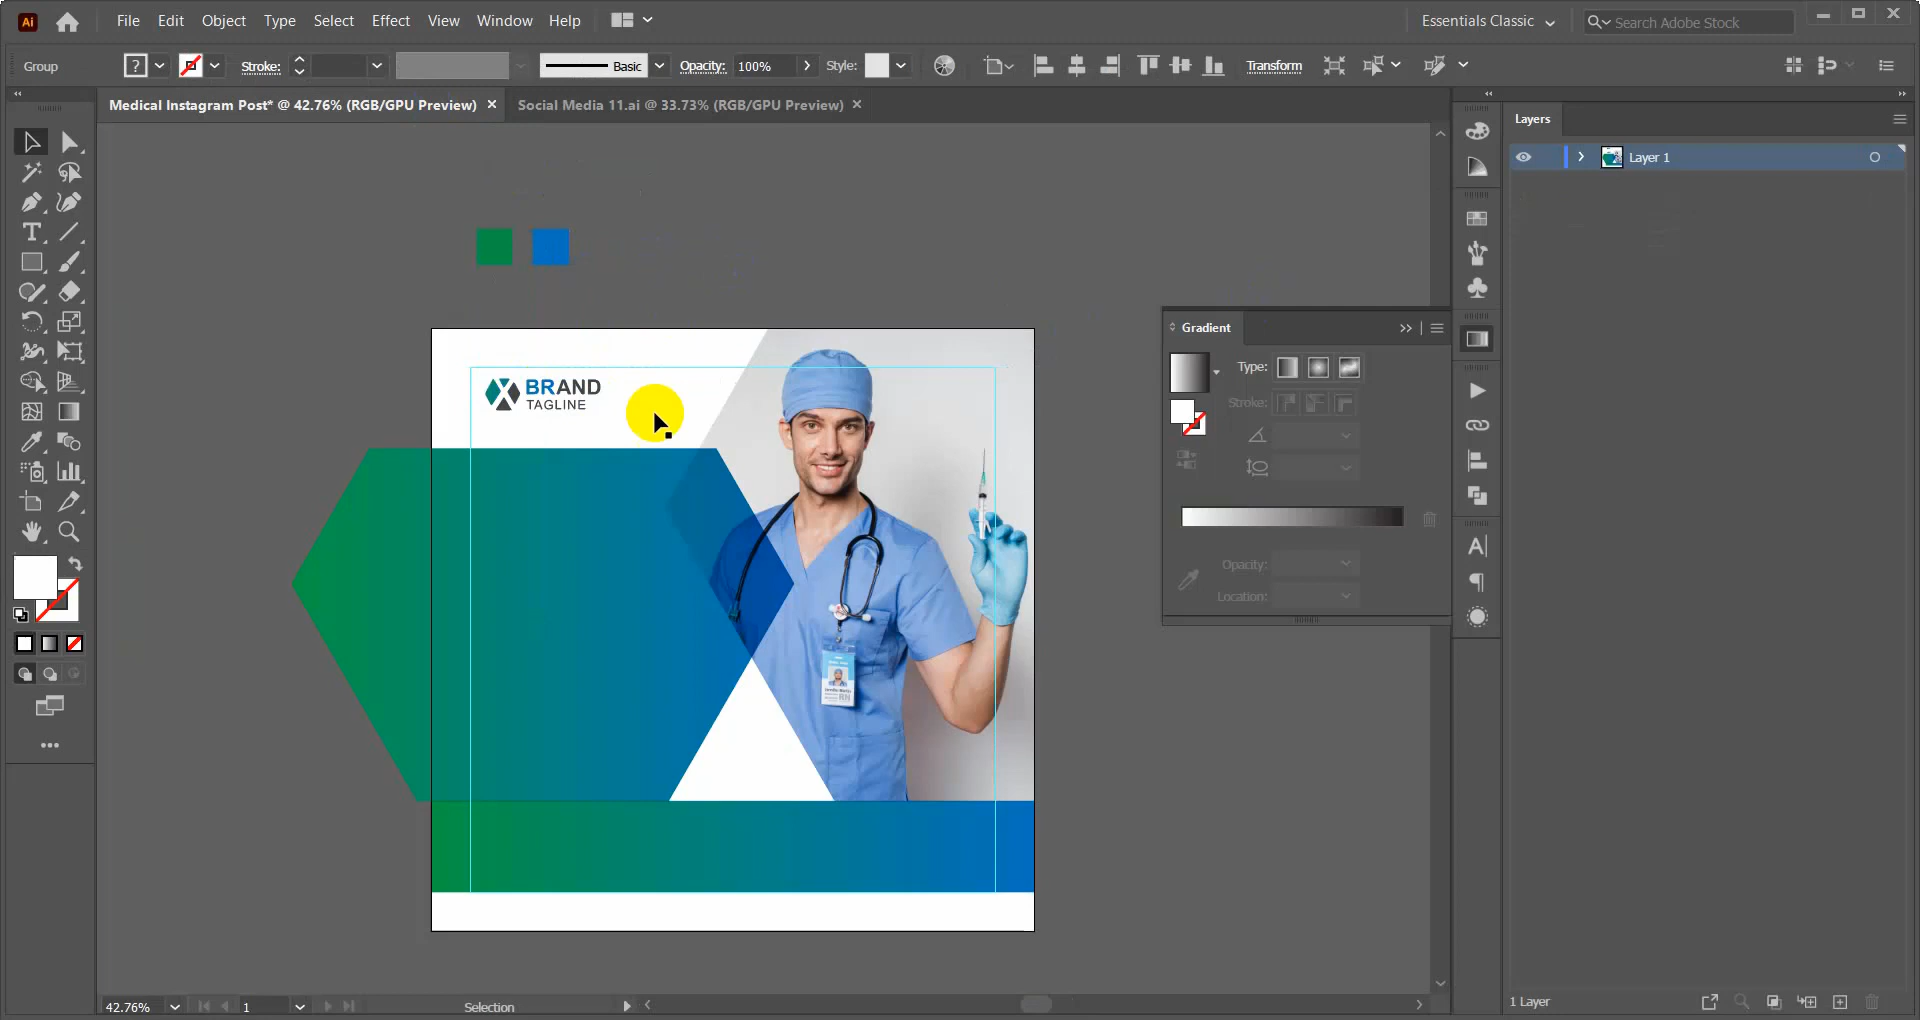 Ai File Edit Object Type Select Effect View Window Help Essentials Classic Search Adobe Stock
Group ? Stroke: Basic Opacity: 100% Style: Transform
Medical Instagram Post* @ 42.76% (RGB/GPU Preview) × Social Media 11.ai @ 33.73% (RGB/GPU Preview) ×
Layers
Layer 1
BRAND
TAGLINE
Gradient
Type:
Stroke:
Opacity:
Location:
42.76% 1 Selection
1 Layer